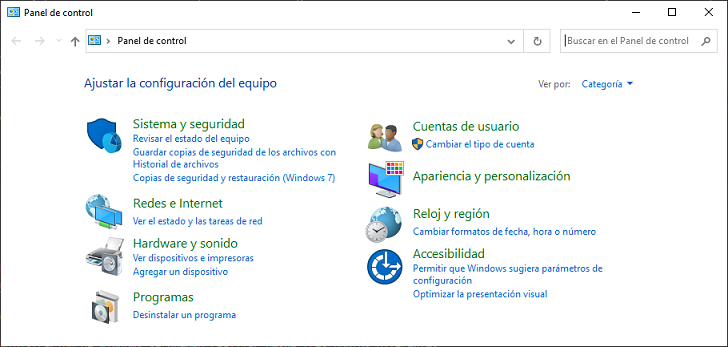 Panel de control
Panel de control
Buscar en el Panel de control
Ajustar la configuración del equipo
Ver por:
Categoría
Sistema y seguridad
Revisar el estado del equipo
Guardar copias de seguridad de los archivos con
Historial de archivos
Copias de seguridad y restauración (Windows 7)
Redes e Internet
Ver el estado y las tareas de red
Hardware y sonido
Ver dispositivos e impresoras
Agregar un dispositivo
Programas
Desinstalar un programa
Cuentas de usuario
Cambiar el tipo de cuenta
Apariencia y personalización
Reloj y región
Cambiar formatos de fecha, hora o número
Accesibilidad
Permitir que Windows sugiera parámetros de
configuración
Optimizar la presentación visual